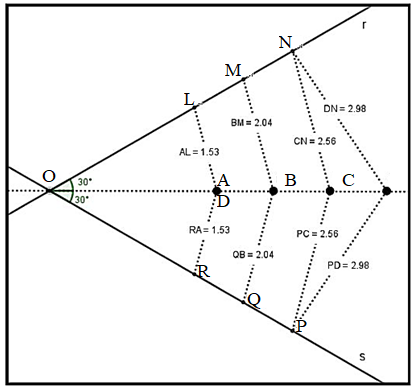 r
N
M
L
DN = 2.98
BM = 2.04
CN = 2.56
AL = 1.53
O
30°
A
B
C
30°
D
RA = 1.53
PC = 2.56
QB = 2.04
PD = 2.98
R
Q
P
s